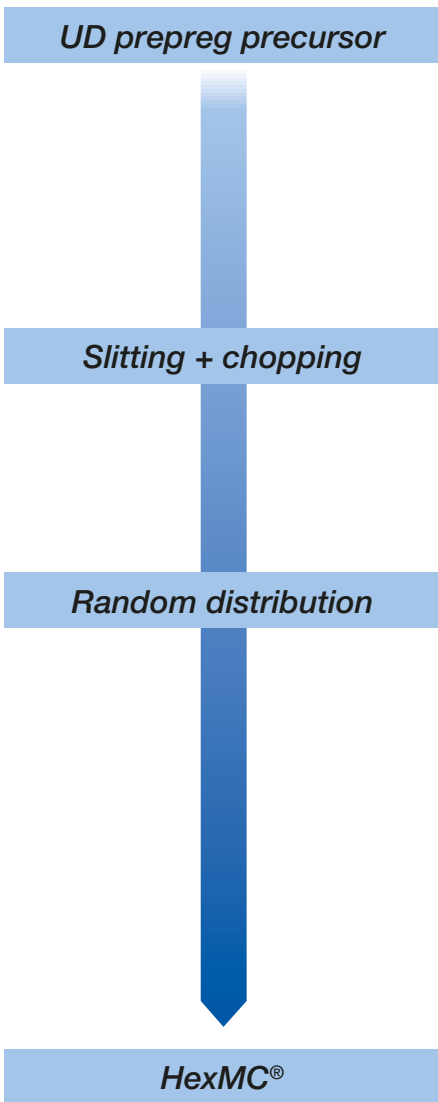 UD prepreg precursor
Slitting + chopping
Random distribution
HexMC®